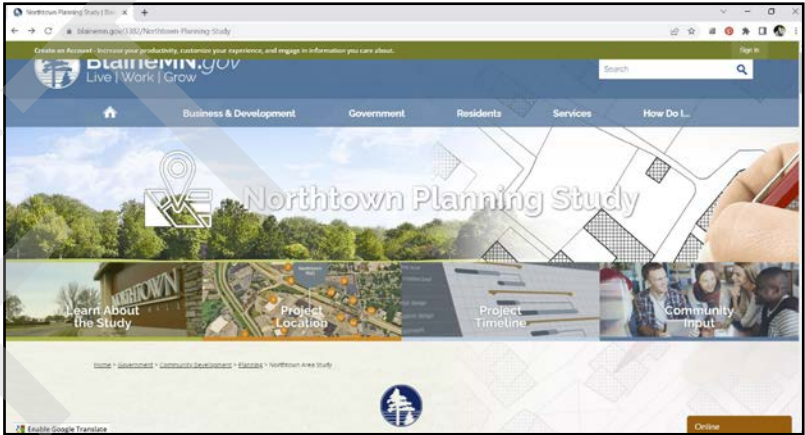 Northtown Planning Study | Bla
blainemn.gov/3382/Northtown-Planning-Study
Create an Account - Increase your productivity, customize your experience, and engage in information you care about.
Sign In
BlaineMN.gov
Live | Work | Grow
Search
Business & Development
Government
Residents
Services
How Do I...
Northtown Planning Study
NORTHTOWN
Learn About
the Study
Project
Location
Project
Timeline
Community
Input
Home > Government > Community Development > Planning > Northtown Area Study
Enable Google Translate
Online